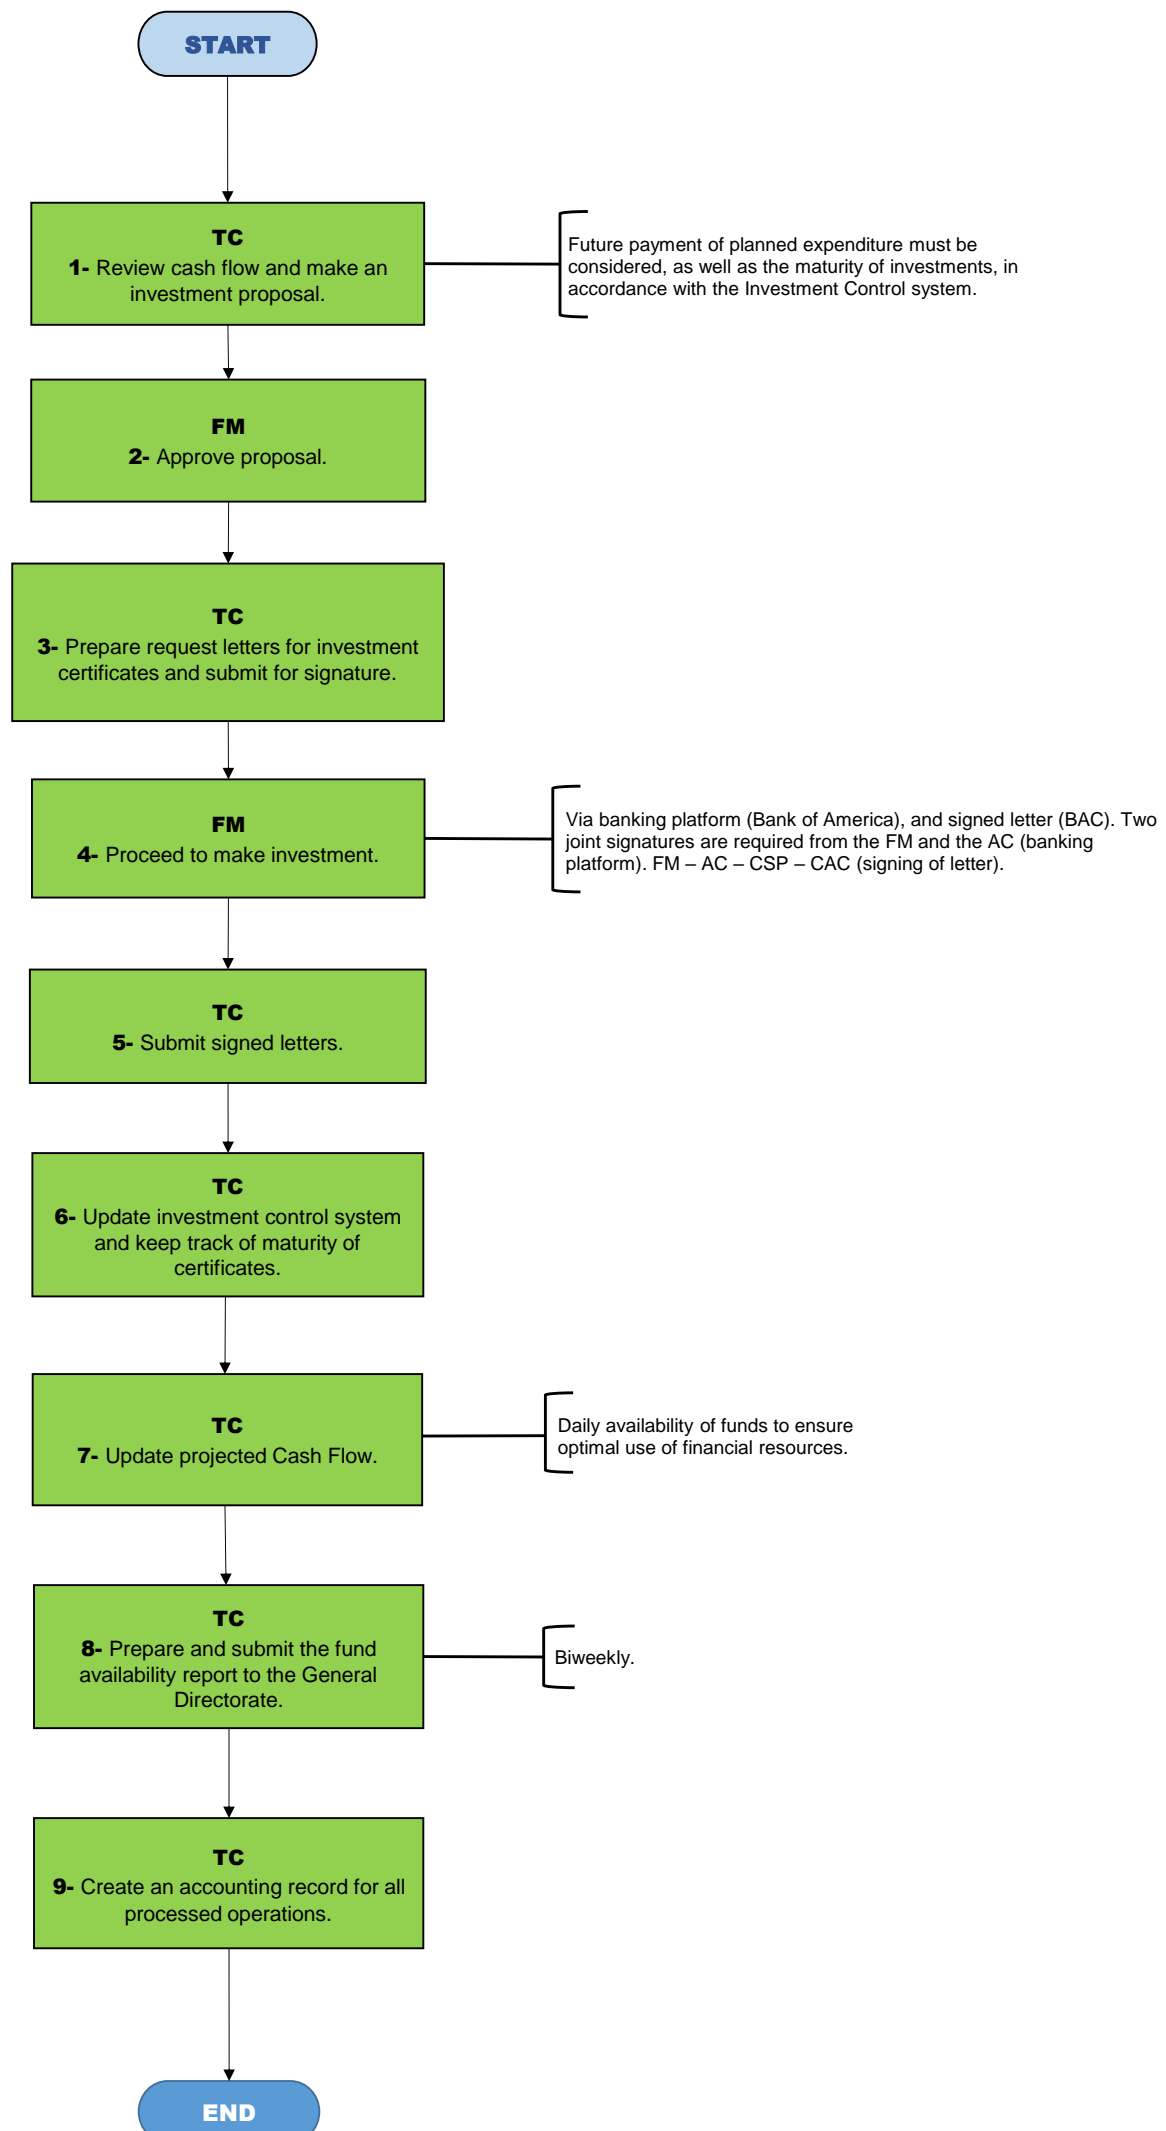 START
TC
1- Review cash flow and make an
investment proposal.
Future payment of planned expenditure must be
considered, as well as the maturity of investments, in
accordance with the Investment Control system.
FM
2- Approve proposal.
TC
3- Prepare request letters for investment
certificates and submit for signature.
FM
4- Proceed to make investment.
Via banking platform (Bank of America), and signed letter (BAC). Two
joint signatures are required from the FM and the AC (banking
platform). FM – AC – CSP – CAC (signing of letter).
TC
5- Submit signed letters.
TC
6- Update investment control system
and keep track of maturity of
certificates.
TC
7- Update projected Cash Flow.
Daily availability of funds to ensure
optimal use of financial resources.
TC
8- Prepare and submit the fund
availability report to the General
Directorate.
Biweekly.
TC
9- Create an accounting record for all
processed operations.
END